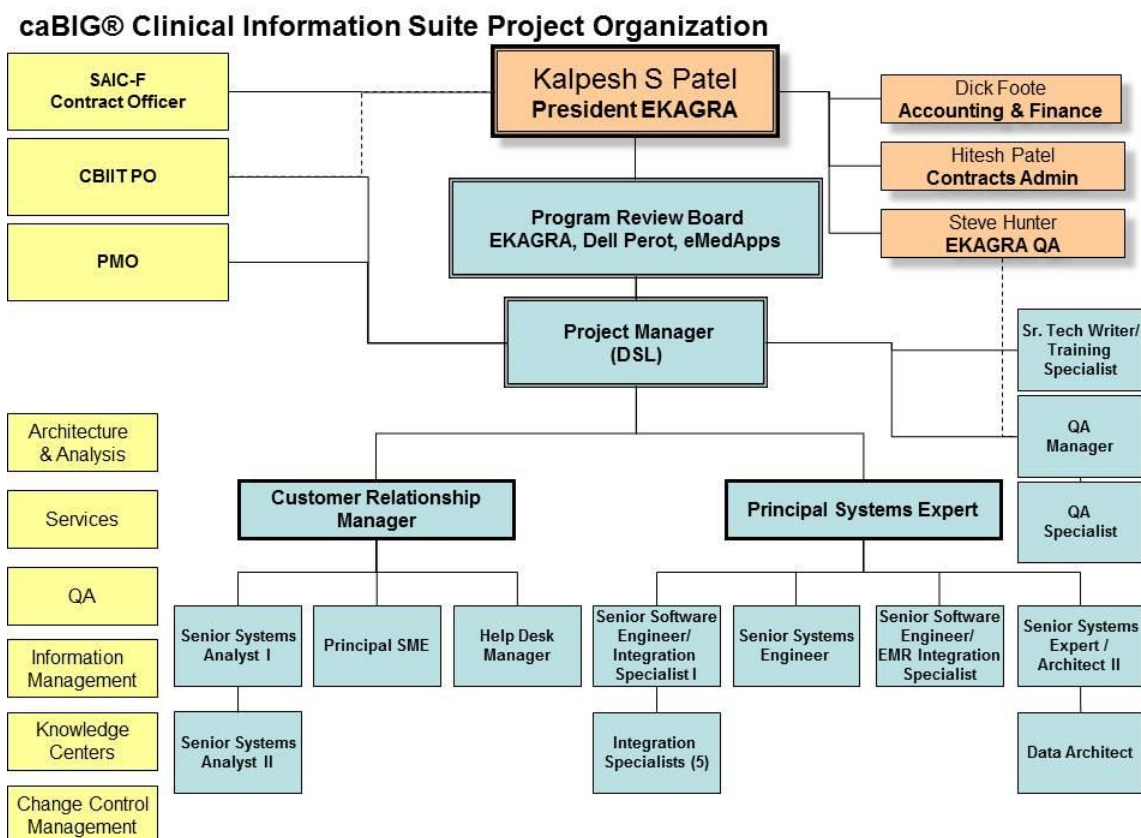 caBIG® Clinical Information Suite Project Organization
SAIC-F
Contract Officer
CBIIT PO
PMO
Kalpesh S Patel
President EKAGRA
Dick Foote
Accounting & Finance
Hitesh Patel
Contracts Admin
Steve Hunter
EKAGRA QA
Program Review Board
EKAGRA, Dell Perot, eMedApps
Project Manager
(DSL)
Sr. Tech Writer/
Training
Specialist
QA
Manager
QA
Specialist
Architecture
& Analysis
Services
QA
Information
Management
Knowledge
Centers
Change Control
Management
Customer Relationship
Manager
Principal Systems Expert
Senior Systems
Analyst I
Principal SME
Help Desk
Manager
Senior Software
Engineer/
Integration
Specialist I
Senior Systems
Engineer
Senior Software
Engineer/
EMR Integration
Specialist
Senior Systems
Expert /
Architect II
Senior Systems
Analyst II
Integration
Specialists (5)
Data Architect